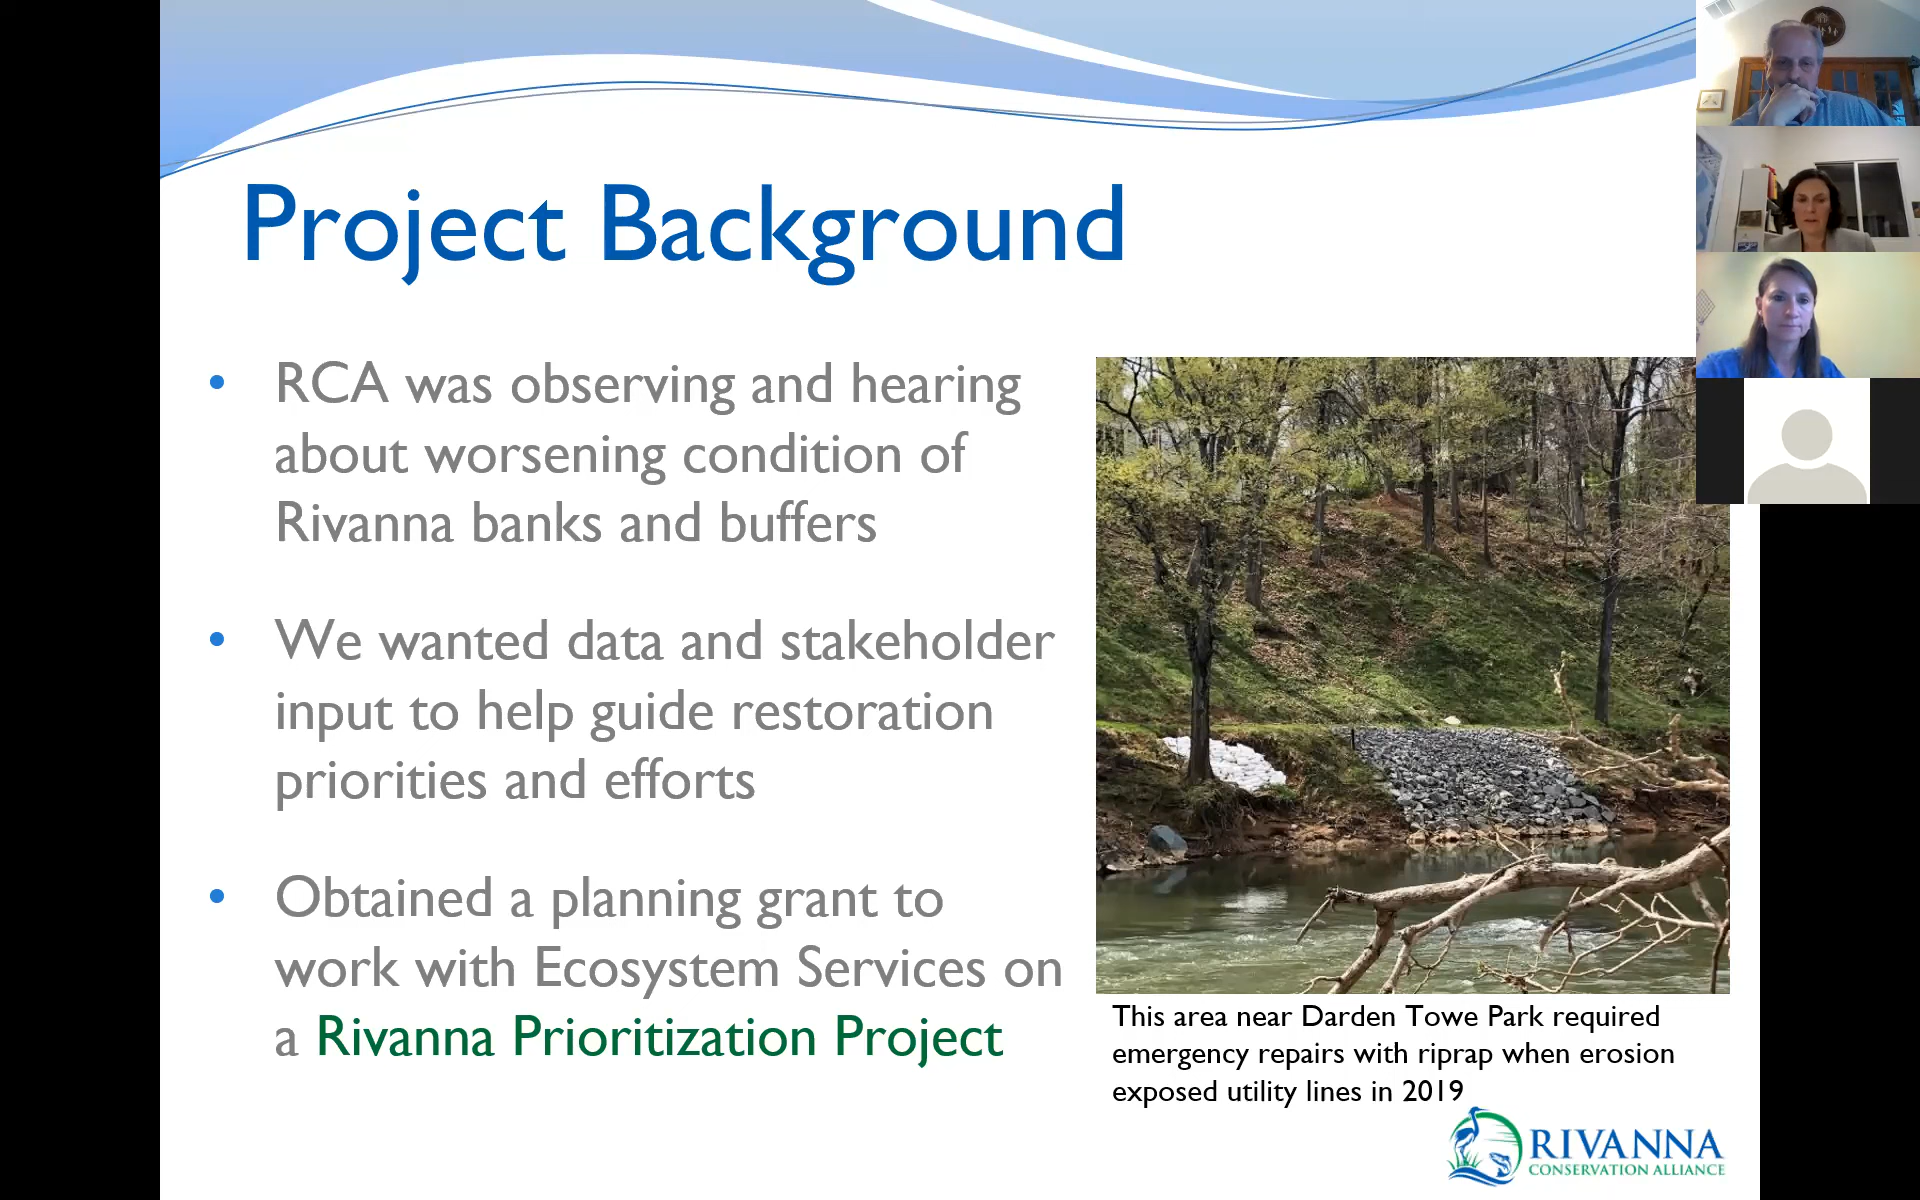 Project Background
• RCA was observing and hearing
about worsening condition of
Rivanna banks and buffers
• We wanted data and stakeholder
input to help guide restoration
priorities and efforts
• Obtained a planning grant to
work with Ecosystem Services on
a Rivanna Prioritization Project
This area near Darden Towe Park required
emergency repairs with riprap when erosion
exposed utility lines in 2019
RIVANNA
CONSERVATION ALLIANCE